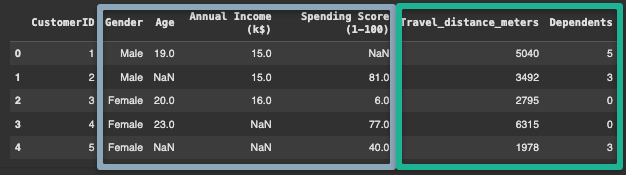 CustomerID Gender Age Annual Income (k$) Spending Score (1-100) Travel_distance_meters Dependents
0 1 Male 19.0 15.0 NaN 5040 5
1 2 Male NaN 15.0 81.0 3492 3
2 3 Female 20.0 16.0 6.0 2795 0
3 4 Female 23.0 NaN 77.0 6315 0
4 5 Female NaN NaN 40.0 1978 3